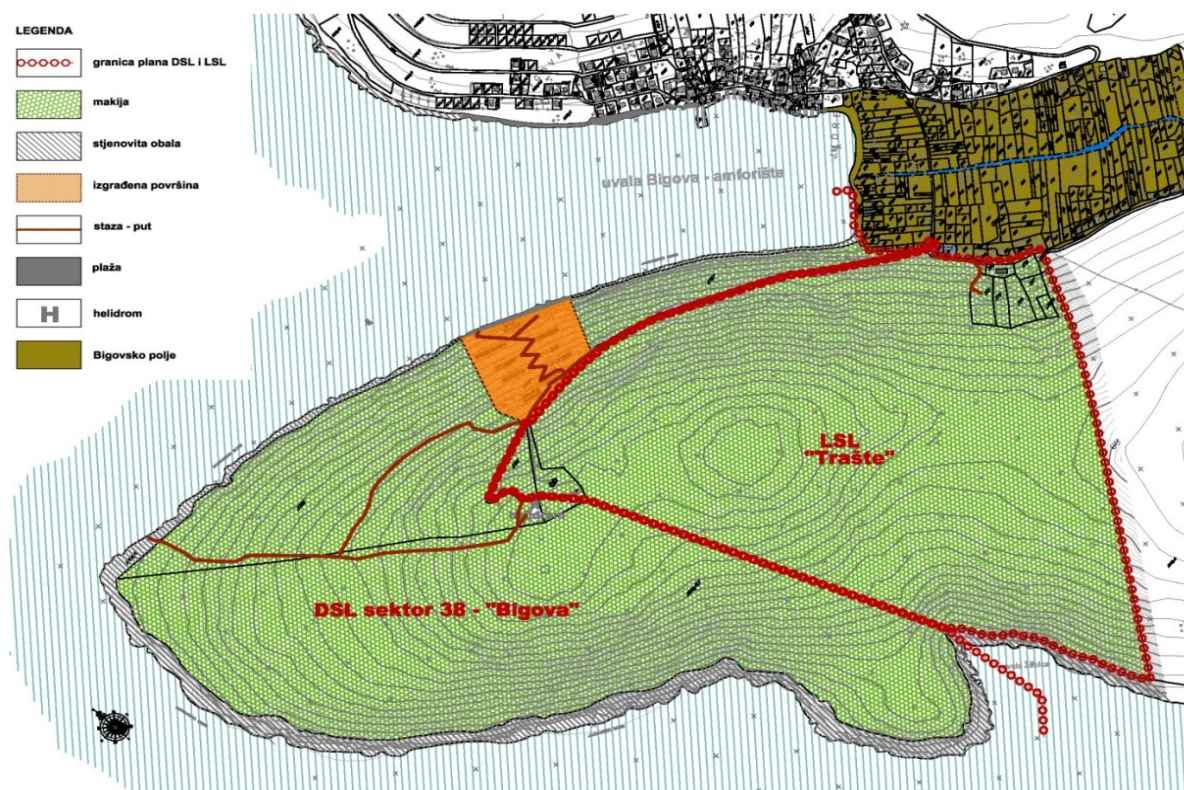 LEGENDA
granica plana DSL i LSL
makija
stjenovita obala
izgrađena površina
staza - put
plaža
H
helidrom
Bigovsko polje
uvala Bigova - amforište
LSL
"Trašte"
DSL sektor 38 - "Bigova"